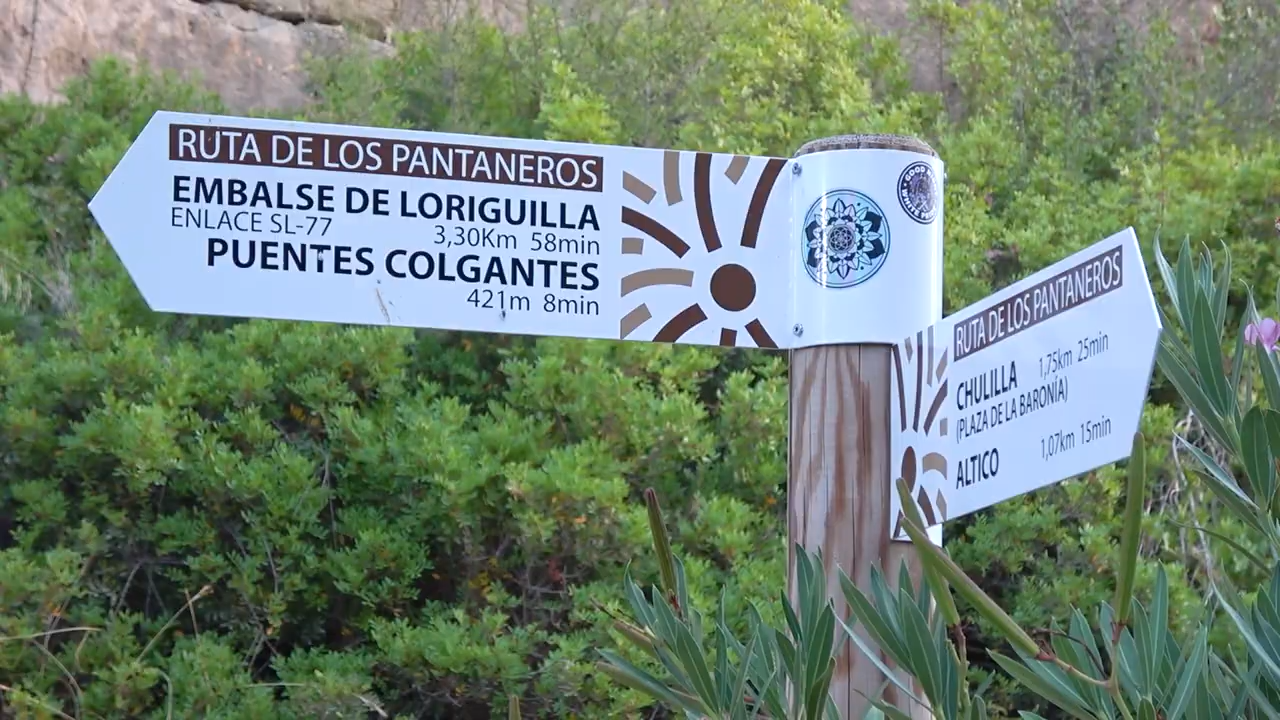 RUTA DE LOS PANTANEROS
EMBALSE DE LORIGUILLA
ENLACE SL-77 3,30Km 58min
PUENTES COLGANTES
421m 8min
GOOD
RUTA DE LOS PANTANEROS
CHULILLA 1,75km 25min
(PLAZA DE LA BARONÍA)
ALTICO 1,07km 15min